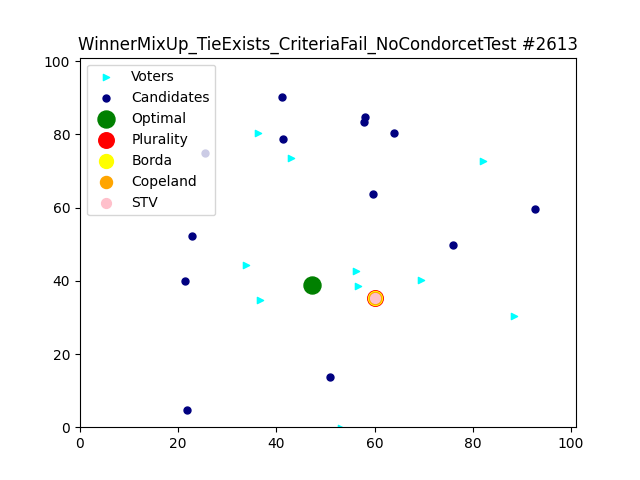 WinnerMixUp_TieExists_CriteriaFail_NoCondorcetTest #2613
100
80
60
40
20
0
0 20 40 60 80 100
Voters
Candidates
Optimal
Plurality
Borda
Copeland
STV